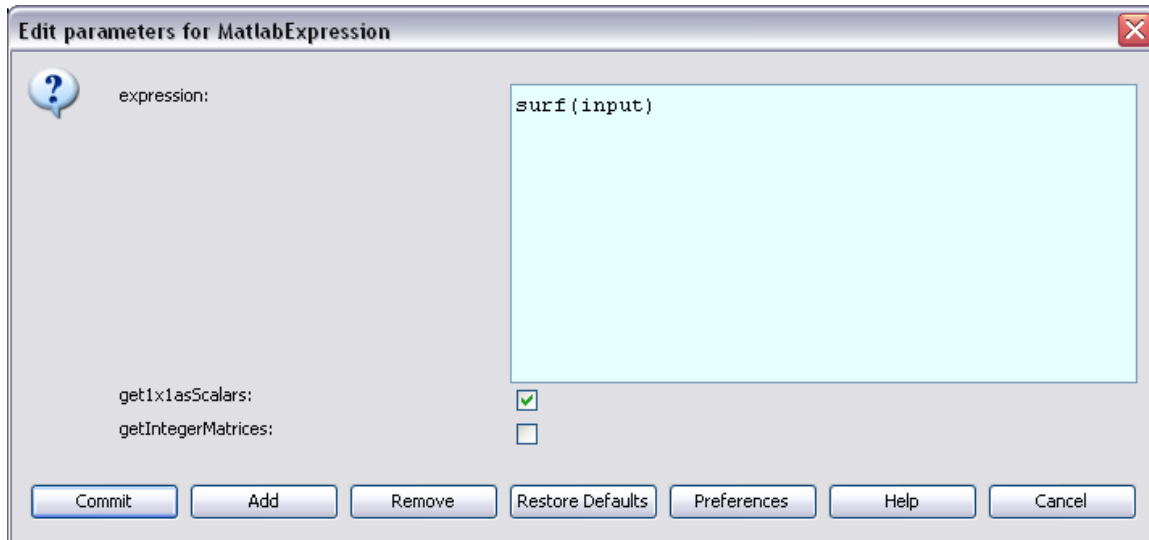 Edit parameters for MatlabExpression
expression:
surf(input)
get1x1asScalars:
getIntegerMatrices:
Commit Add Remove Restore Defaults Preferences Help Cancel